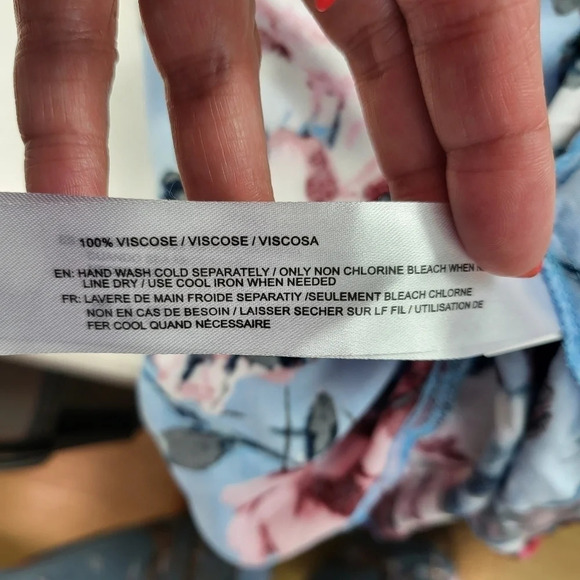 100% VISCOSE / VISCOSE / VISCOSA
EN: HAND WASH COLD SEPARATELY / ONLY NON CHLORINE BLEACH WHEN
LINE DRY / USE COOL IRON WHEN NEEDED
FR: LAVERE DE MAIN FROIDE SEPARATIY /SEULEMENT BLEACH CHLORNE
NON EN CAS DE BESOIN / LAISSER SECHER SUR LF FIL / UTILISATION DE
FER COOL QUAND NÉCESSAIRE